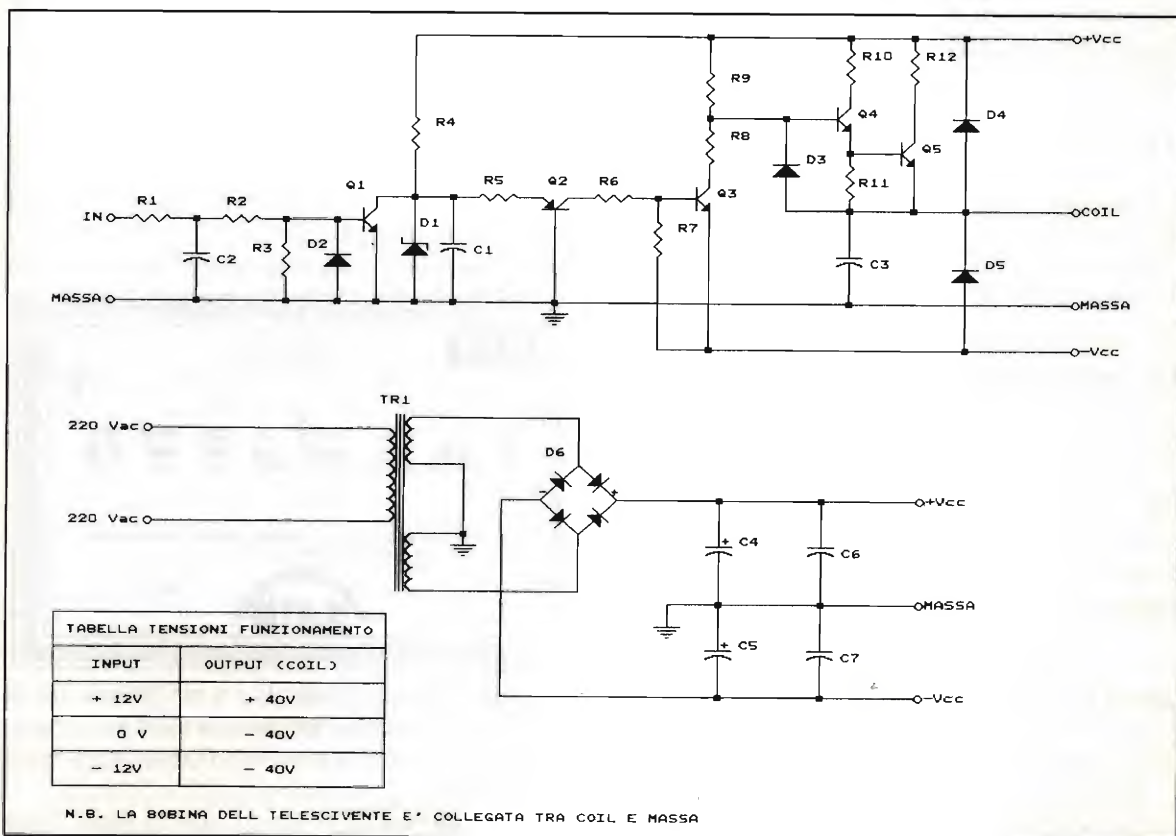 +Vcc
R10
R12
R9
Q4
D4
R4
R8
Q5
D3
R11
Q1
R5
Q2
R6
Q3
R1
R2
IN
COIL
D1
R7
R3
D2
C2
C1
C3
D5
MASSA
MASSA
-Vcc
TR1
220 Vac
D6
-
+
+Vcc
220 Vac
+
C4
C6
MASSA
+
C5
C7
-Vcc
TABELLA TENSIONI FUNZIONAMENTO
INPUT OUTPUT (COIL)
+ 12V + 40V
0 V - 40V
- 12V - 40V
N.B. LA BOBINA DELL TELESCIVENTE E' COLLEGATA TRA COIL E MASSA